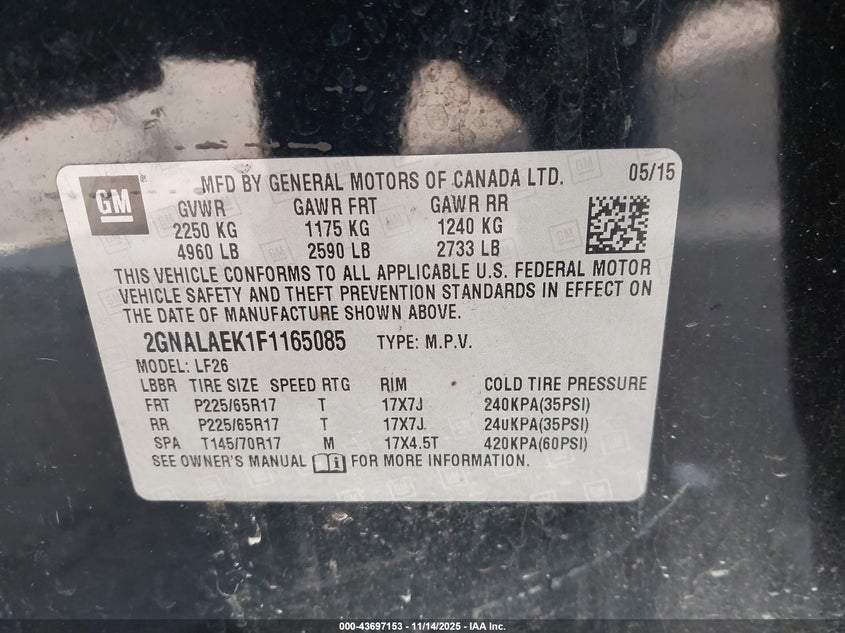 GM
MFD BY GENERAL MOTORS OF CANADA LTD. 05/15
GVWR GAWR FRT GAWR RR
2250 KG 1175 KG 1240 KG
4960 LB 2590 LB 2733 LB
THIS VEHICLE CONFORMS TO ALL APPLICABLE U.S. FEDERAL MOTOR
VEHICLE SAFETY AND THEFT PREVENTION STANDARDS IN EFFECT ON
THE DATE OF MANUFACTURE SHOWN ABOVE.
2GNALAEK1F1165085 TYPE: M.P.V.
MODEL: LF26
LBBR TIRE SIZE SPEED RTG RIM COLD TIRE PRESSURE
FRT P225/65R17 T 17X7J 240KPA(35PSI)
RR P225/65R17 T 17X7J 240KPA(35PSI)
SPA T145/70R17 M 17X4.5T 420KPA(60PSI)
SEE OWNER'S MANUAL i FOR MORE INFORMATION.
000-43697153 - 11/14/2025 - IAA Inc.